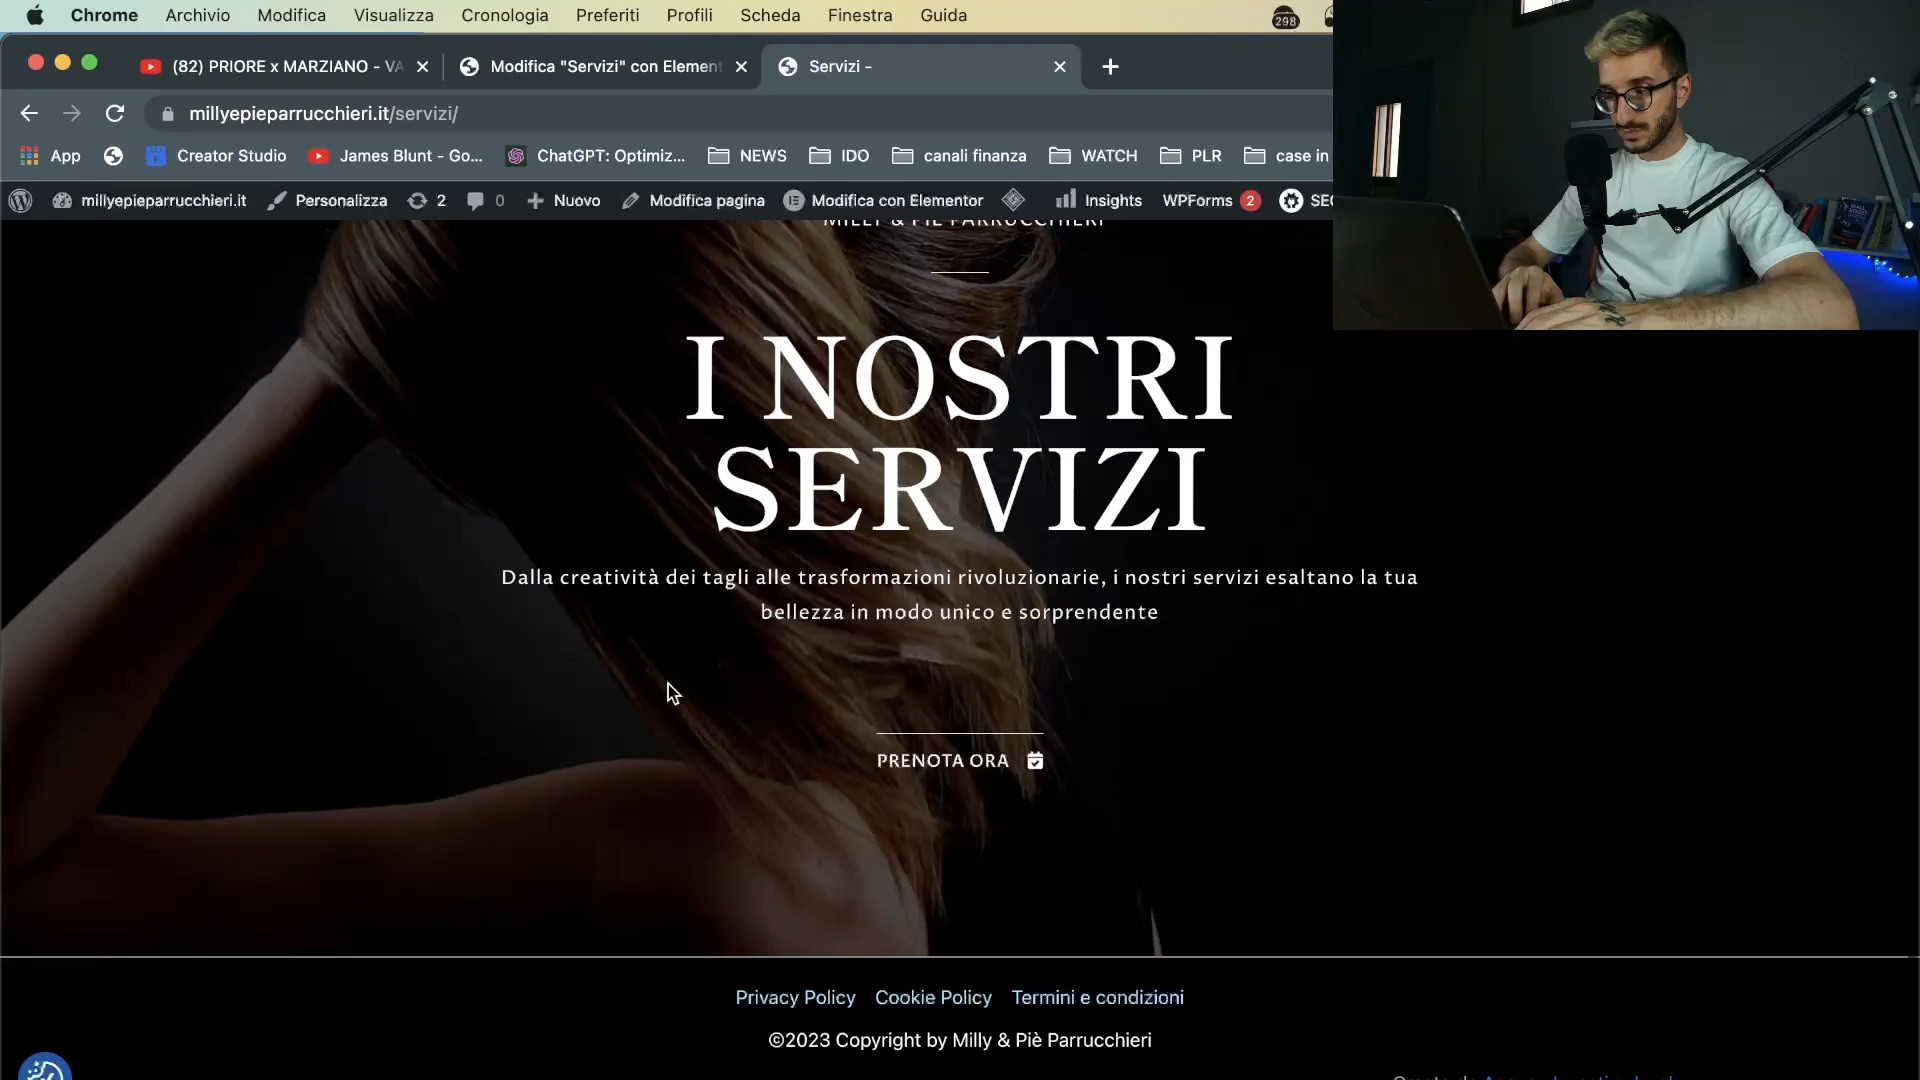 Chrome Archivio Modifica Visualizza Cronologia Preferiti Profili Scheda Finestra Guida 298
(82) PRIORE x MARZIANO - VA Modifica "Servizi" con Element Servizi -
millyepieparrucchieri.it/servizi/
App Creator Studio James Blunt - Go... ChatGPT: Optimiz... NEWS IDO canali finanza WATCH PLR case in
millyepieparrucchieri.it Personalizza 2 0 Nuovo Modifica pagina Modifica con Elementor Insights WPForms 2 SE
MILLY & PIÈ PARRUCCHIERI
I NOSTRI
SERVIZI
Dalla creatività dei tagli alle trasformazioni rivoluzionarie, i nostri servizi esaltano la tua
bellezza in modo unico e sorprendente
PRENOTA ORA
Privacy Policy Cookie Policy Termini e condizioni
©2023 Copyright by Milly & Piè Parrucchieri